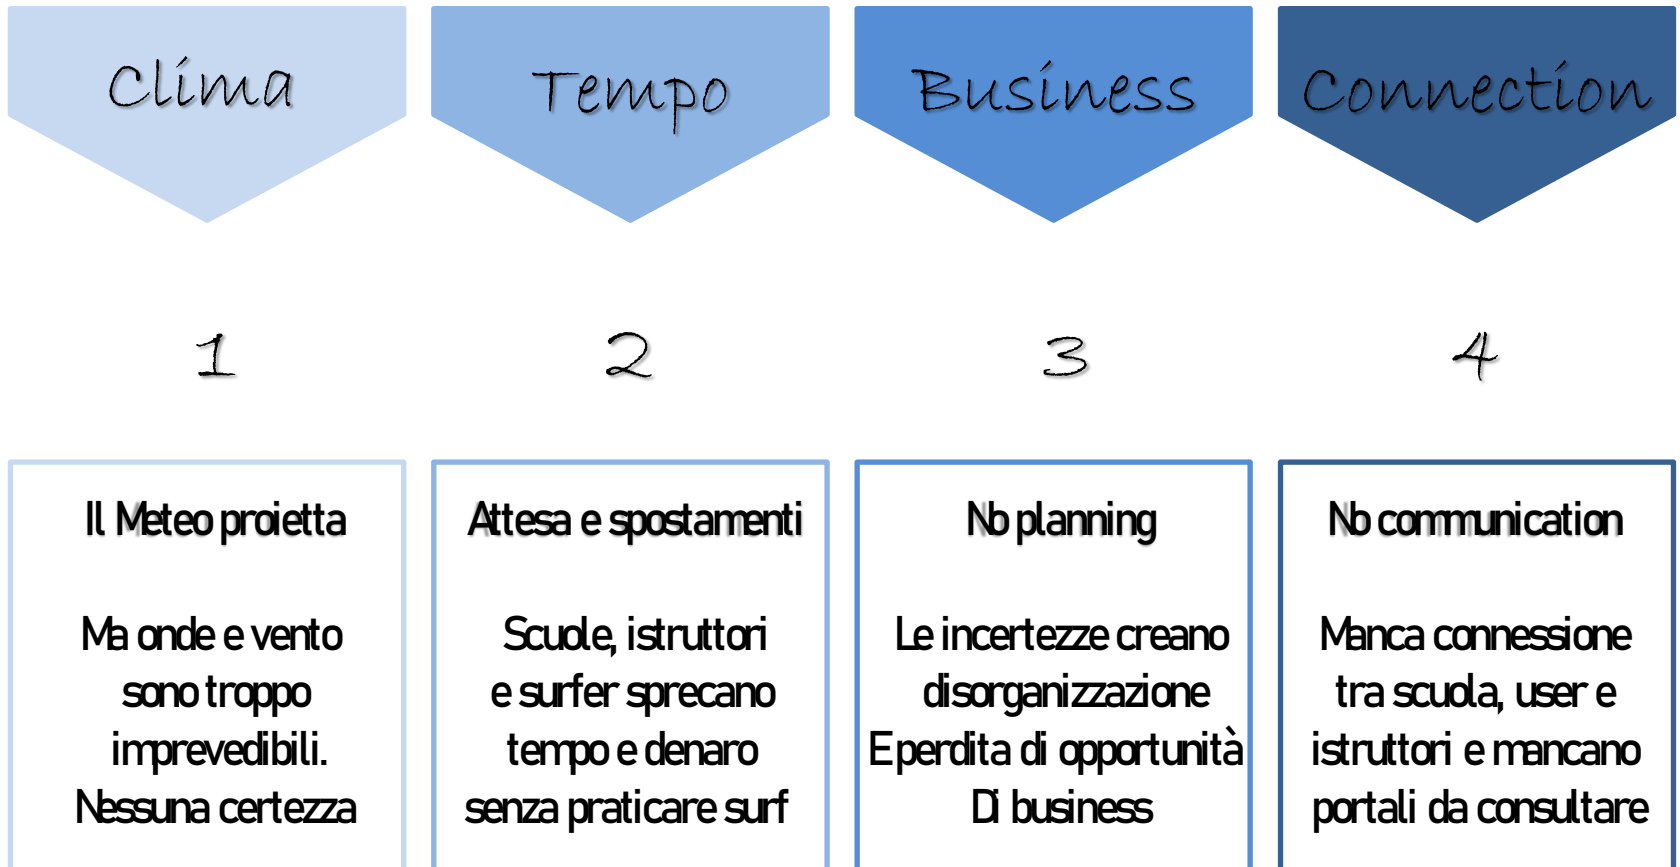 Clima
Tempo
Business
Connection
1
2
3
4
Il Meteo proietta
Ma onde e vento
sono troppo
imprevedibili.
Nessuna certezza
Attesa e spostamenti
Scuole, istruttori
e surfer sprecano
tempo e denaro
senza praticare surf
No planning
Le incertezze creano
disorganizzazione
E perdita di opportunità
Di business
No communication
Manca connessione
tra scuola, user e
istruttori e mancano
portali da consultare